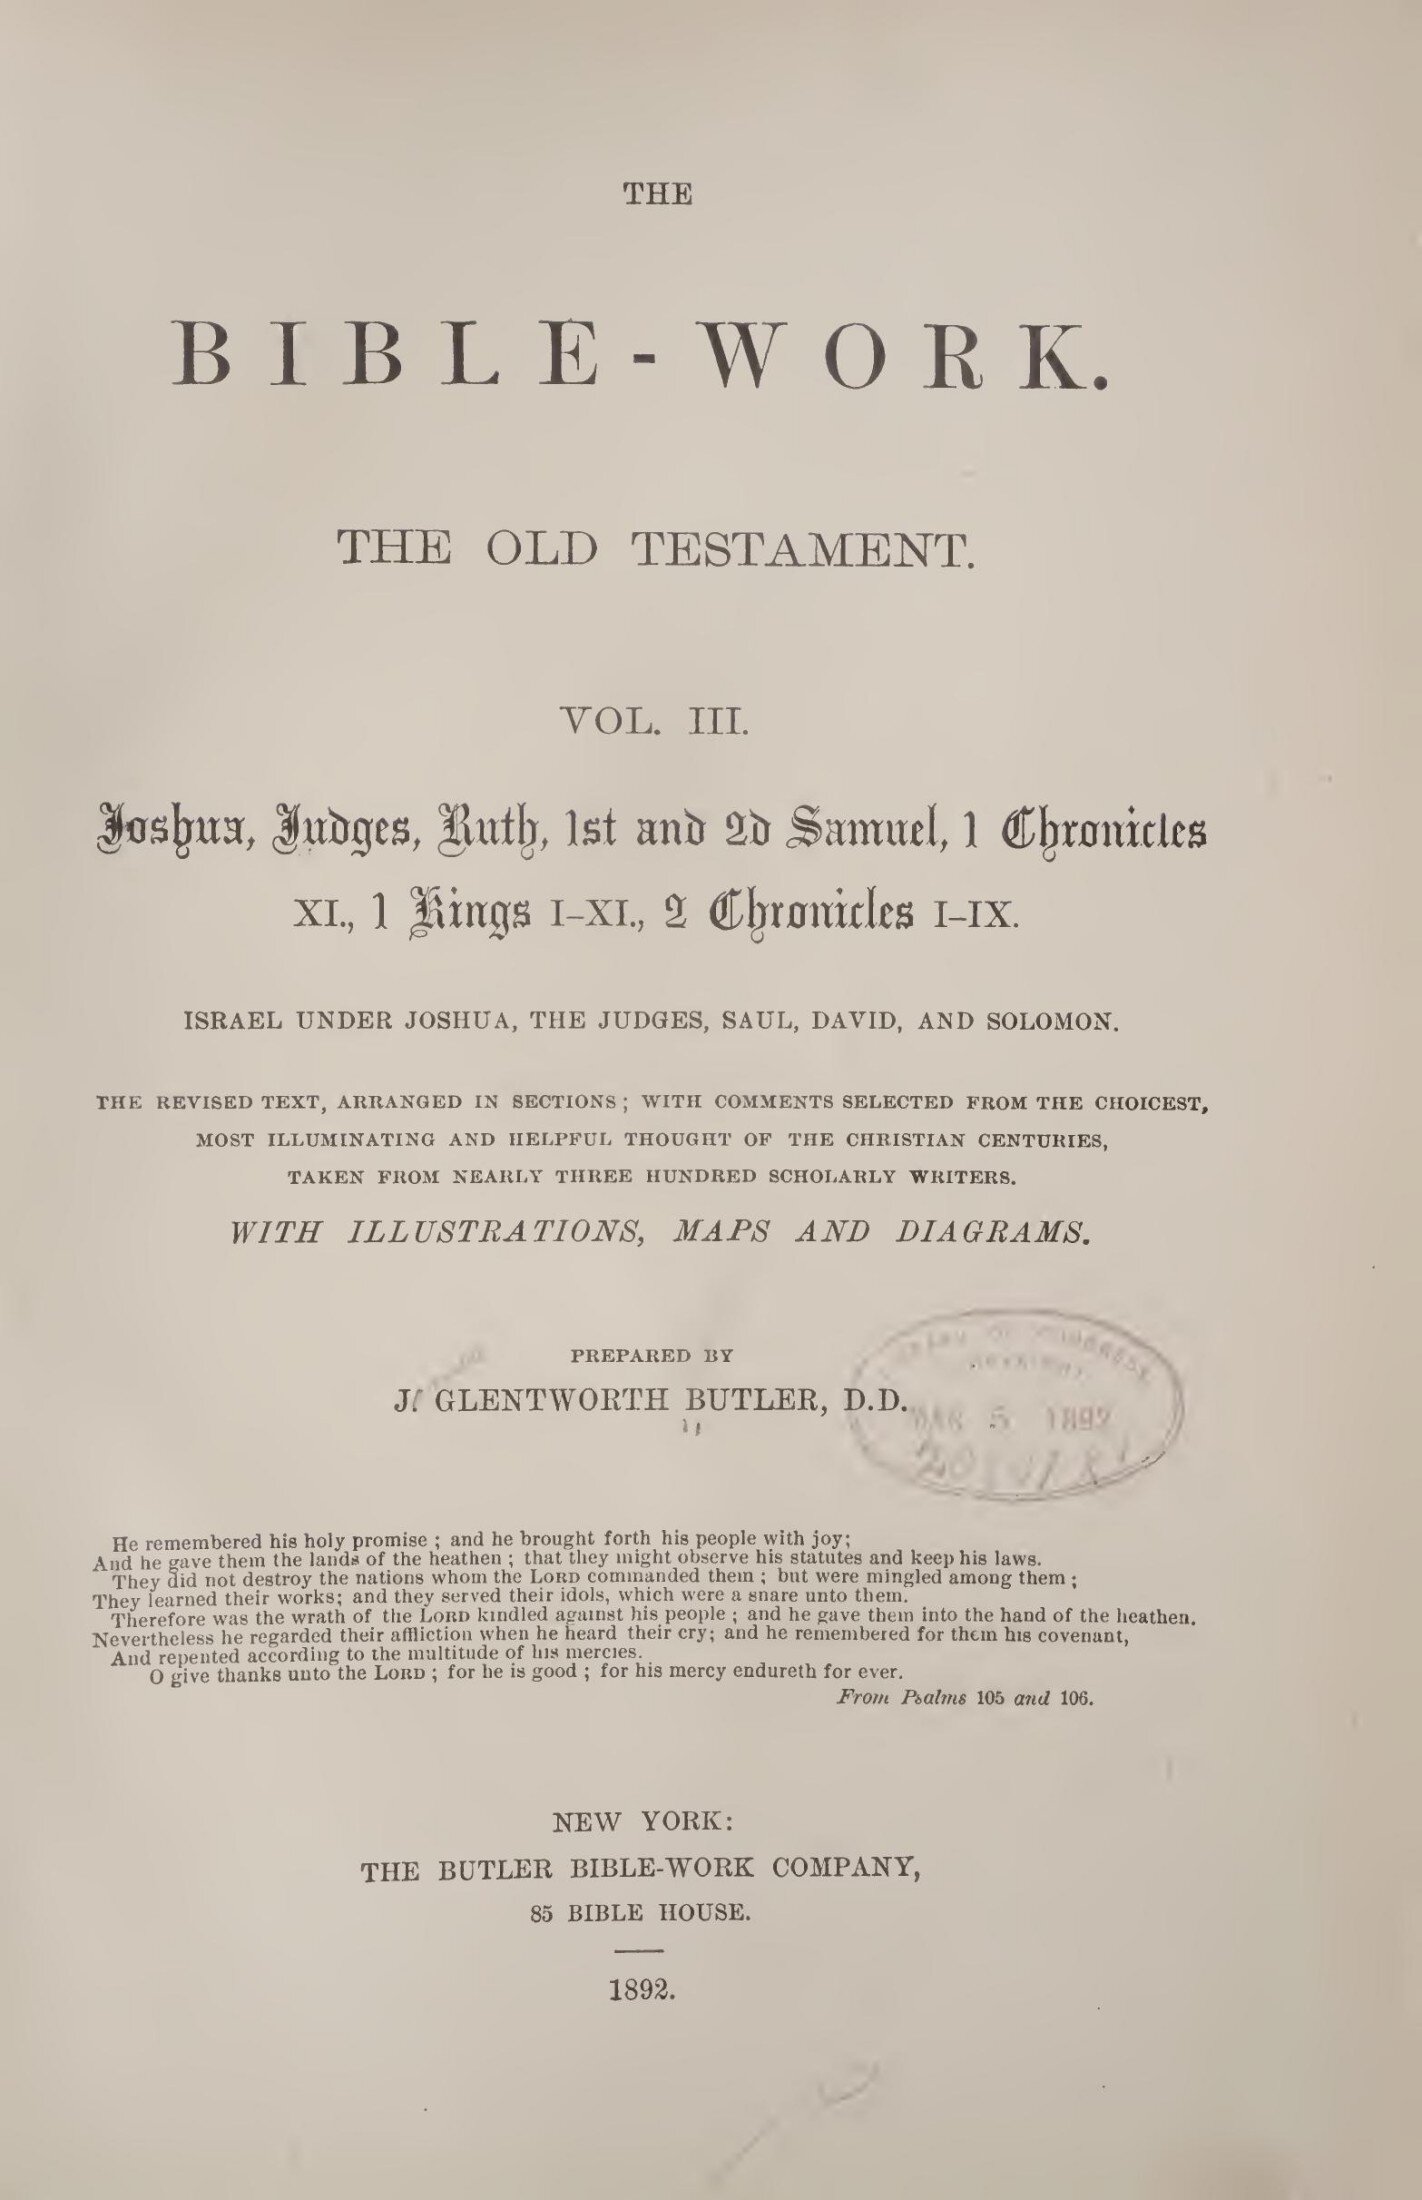 THE
BIBLE-WORK.
THE OLD TESTAMENT.
VOL. III.
Joshua, Judges, Ruth, 1st and 2d Samuel, 1 Chronicles
XI., 1 Kings I–XI., 2 Chronicles I–IX.
ISRAEL UNDER JOSHUA, THE JUDGES, SAUL, DAVID, AND SOLOMON.
THE REVISED TEXT, ARRANGED IN SECTIONS; WITH COMMENTS SELECTED FROM THE CHOICEST,
MOST ILLUMINATING AND HELPFUL THOUGHT OF THE CHRISTIAN CENTURIES,
TAKEN FROM NEARLY THREE HUNDRED SCHOLARLY WRITERS.
WITH ILLUSTRATIONS, MAPS AND DIAGRAMS.
PREPARED BY
J. GLENTWORTH BUTLER, D.D.
5 1892
He remembered his holy promise; and he brought forth his people with joy;
And he gave them the lands of the heathen; that they might observe his statutes and keep his laws.
They did not destroy the nations whom the LORD commanded them; but were mingled among them;
They learned their works; and they served their idols, which were a snare unto them.
Therefore was the wrath of the LORD kindled against his people; and he gave them into the hand of the heathen.
Nevertheless he regarded their affliction when he heard their cry; and he remembered for them his covenant,
And repented according to the multitude of his mercies.
O give thanks unto the LORD; for he is good; for his mercy endureth for ever.
From Psalms 105 and 106.
NEW YORK:
THE BUTLER BIBLE-WORK COMPANY,
85 BIBLE HOUSE.
1892.